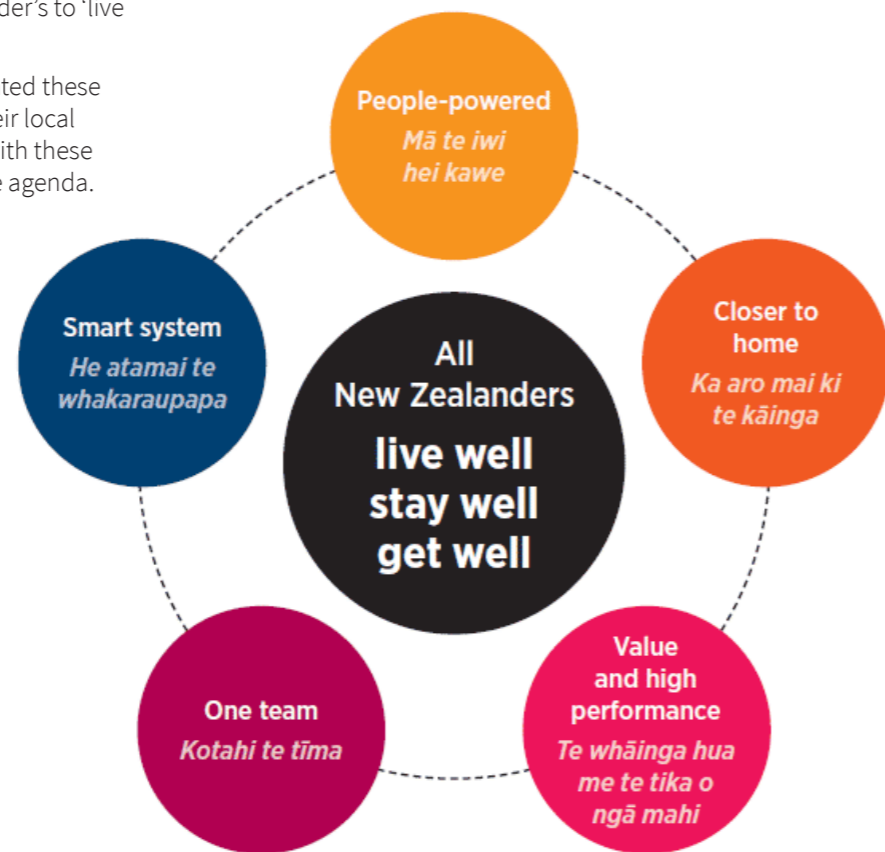 der's to 'live
ted these
eir local
ith these
e agenda.
People-powered
Mā te iwi
hei kawe
Closer to
home
Ka aro mai ki
te kāinga
Value
and high
performance
Te whāinga hua
me te tika o
ngā mahi
One team
Kotahi te tīma
Smart system
He atamai te
whakaraupapa
All
New Zealanders
live well
stay well
get well